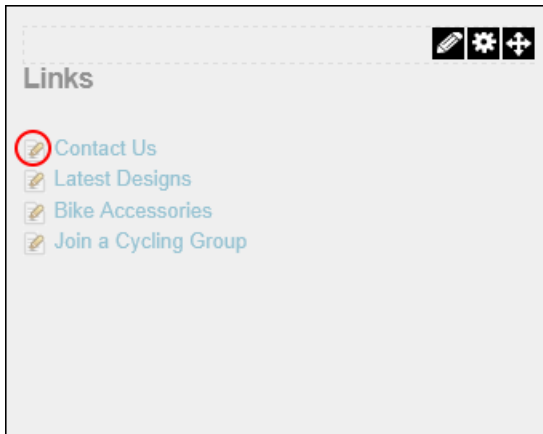 Links
Contact Us
Latest Designs
Bike Accessories
Join a Cycling Group